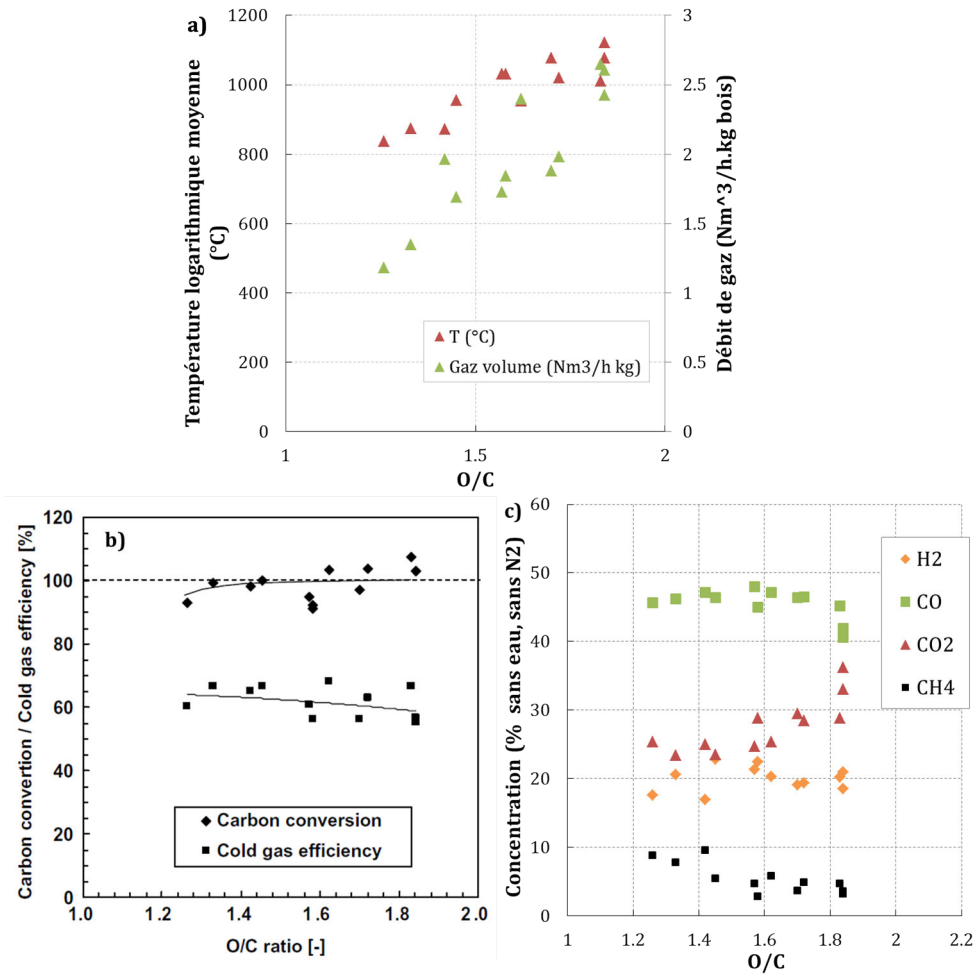 a)
Température logarithmique moyenne
(°C)
1200
1000
800
600
400
200
0
3
2.5
2
1.5
1
0.5
0
Débit de gaz (Nm^3/h.kg bois)
T (°C)
Gaz volume (Nm3/h kg)
1
1.5
2
O/C
b)
Carbon convertion / Cold gas efficiency [%]
120
100
80
60
40
20
0
Carbon conversion
Cold gas efficiency
1.0
1.2
1.4
1.6
1.8
2.0
O/C ratio [-]
c)
Concentration (% sans eau, sans N2)
60
50
40
30
20
10
0
H2
CO
CO2
CH4
1
1.2
1.4
1.6
1.8
2
2.2
O/C